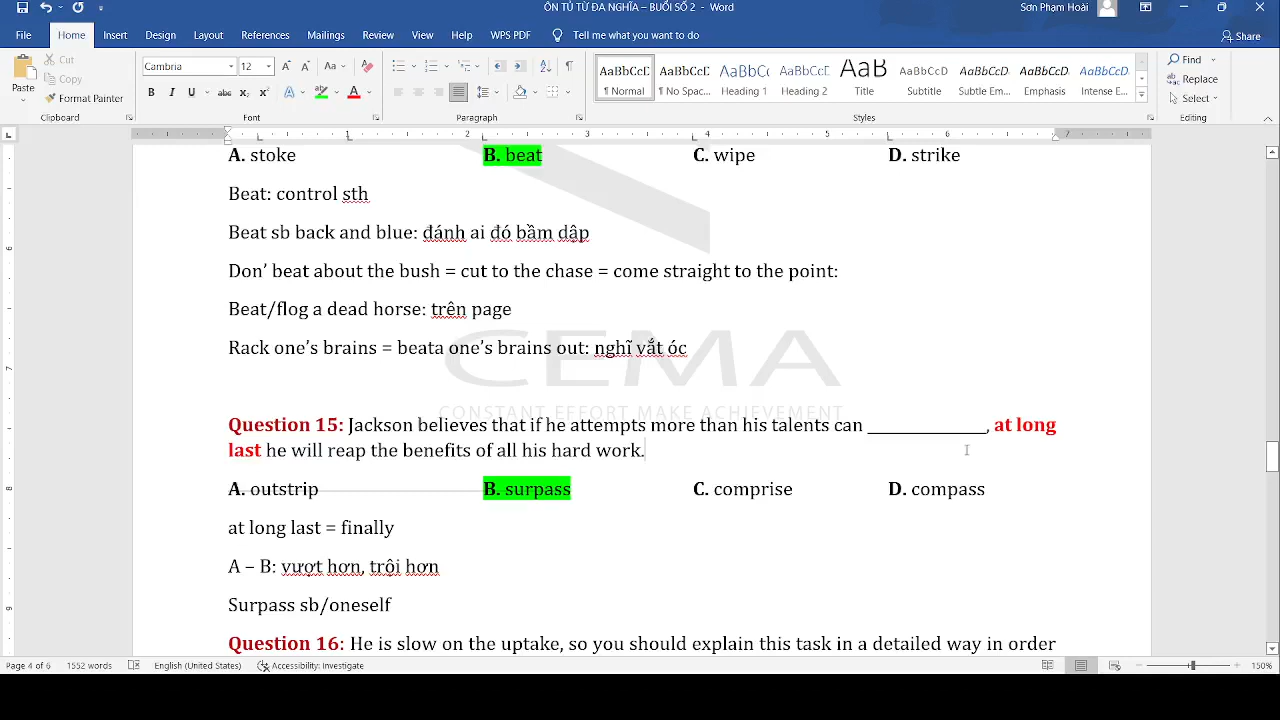 ÔN TỪ TỪ ĐA NGHĨA – BUỔI SỐ 2 - Word
Son Pham Hoài
File Home Insert Design Layout References Mailings Review View Help WPS PDF Tell me what you want to do Share
Paste Cut Copy Format Painter
Clipboard
Cambria 12
Font
Paragraph
AaBbCcD AaBbCcD AaBbCc AaBbCc AaB AaBbCcD AaBbCcD AaBbCcD AaBbCcD
¶ Normal ¶ No Spac... Heading 1 Heading 2 Title Subtitle Subtle Em... Emphasis Intense E...
Styles
Find
Replace
Select
Editing
A. stoke B. beat C. wipe D. strike
Beat: control sth
Beat sb back and blue: đánh ai đó bầm dập
Don’ beat about the bush = cut to the chase = come straight to the point:
Beat/flog a dead horse: trên page
Rack one’s brains = beata one’s brains out: nghĩ vắt óc
CEMA
CONSTANT EFFORT MAKE ACHIEVEMENT
Question 15: Jackson believes that if he attempts more than his talents can ______________, at long
last he will reap the benefits of all his hard work.
A. outstrip B. surpass C. comprise D. compass
at long last = finally
A – B: vượt hơn, trội hơn
Surpass sb/oneself
Question 16: He is slow on the uptake, so you should explain this task in a detailed way in order
Page 4 of 6 1552 words English (United States) Accessibility: Investigate 150%